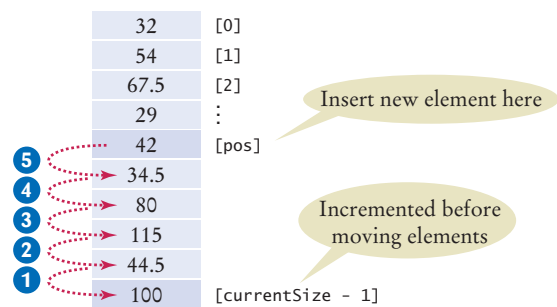 32 [0]
54 [1]
67.5 [2]
29 ⋮
Insert new element here
42 [pos]
5
34.5
4
80
3
115
Incremented before
moving elements
2
44.5
1
100 [currentSize - 1]